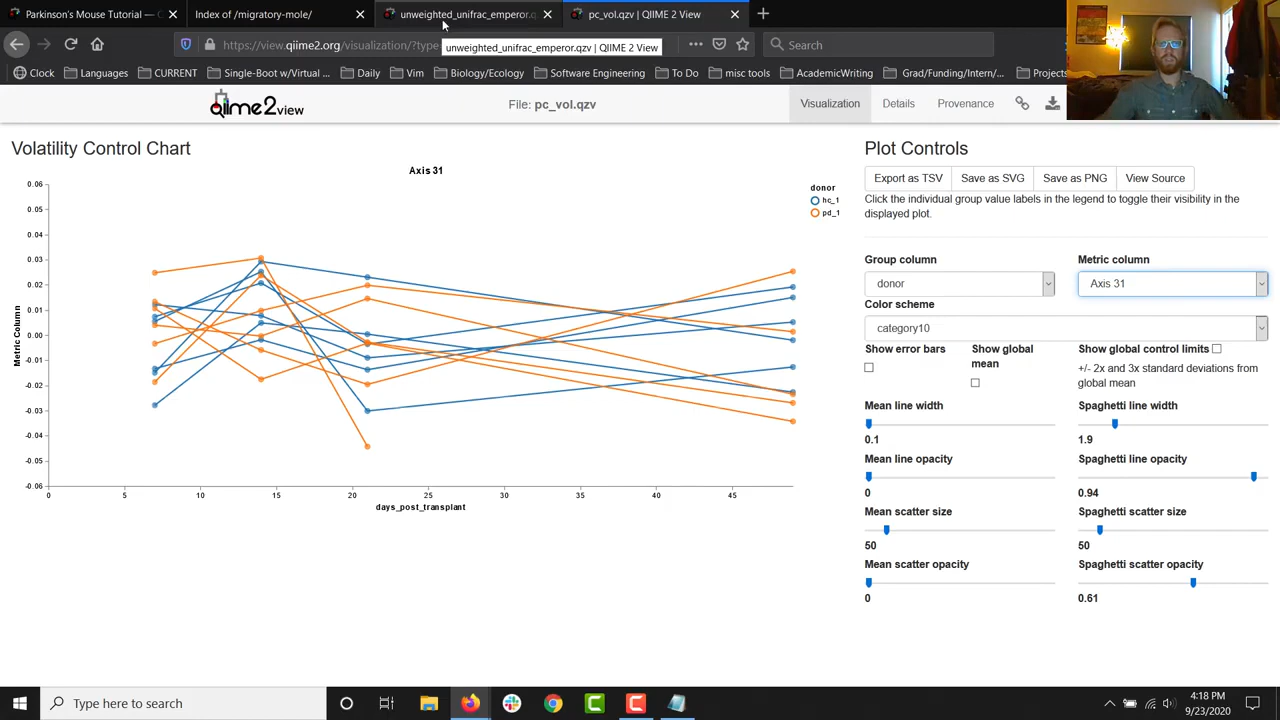 Parkinson's Mouse Tutorial — 
Index of /migratory-mole/
unweighted_unifrac_emperor.q
pc_vol.qzv | QIIME 2 View
https://view.qiime2.org/visualization/?type
unweighted_unifrac_emperor.qzv | QIIME 2 View
Search
Clock
Languages
CURRENT
Single-Boot w/Virtual ...
Daily
Vim
Biology/Ecology
Software Engineering
To Do
misc tools
AcademicWriting
Grad/Funding/Intern/...
Projects
qiime2view
File: pc_vol.qzv
Visualization
Details
Provenance
Volatility Control Chart
Plot Controls
Axis 31
Export as TSV
Save as SVG
Save as PNG
View Source
Click the individual group value labels in the legend to toggle their visibility in the
displayed plot.
donor
hc_1
pd_1
0.06
0.05
0.04
0.03
0.02
0.01
0.00
-0.01
-0.02
-0.03
-0.04
-0.05
-0.06
Metric Column
0 5 10 15 20 25 30 35 40 45
days_post_transplant
Group column
Metric column
donor
Axis 31
Color scheme
category10
Show error bars
Show global
mean
Show global control limits
+/- 2x and 3x standard deviations from
global mean
Mean line width
Spaghetti line width
0.1
1.9
Mean line opacity
Spaghetti line opacity
0
0.94
Mean scatter size
Spaghetti scatter size
50
50
Mean scatter opacity
Spaghetti scatter opacity
0
0.61
Type here to search
4:18 PM
9/23/2020